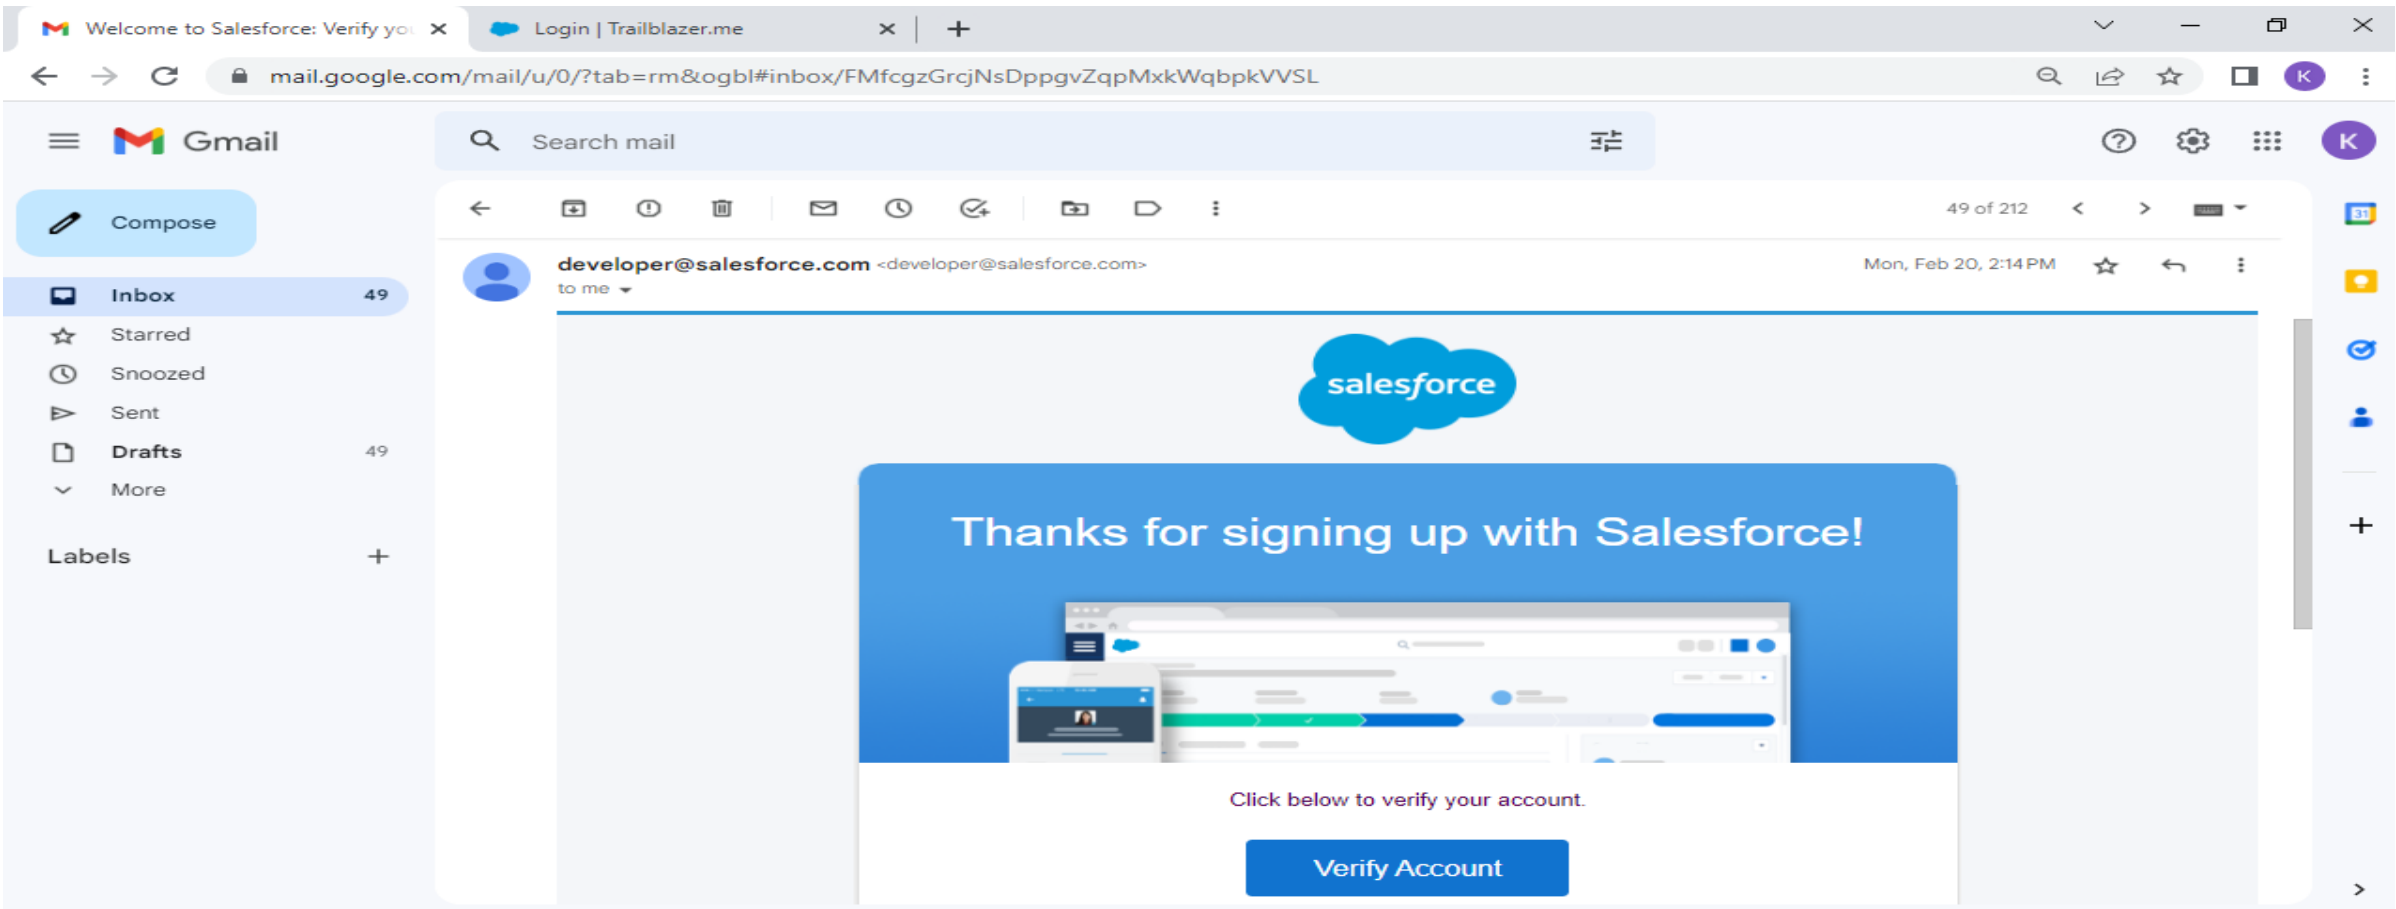 Welcome to Salesforce: Verify you
Login | Trailblazer.me
mail.google.com/mail/u/0/?tab=rm&ogbl#inbox/FMfcgzGrcjNsDppgvZqpMxkWqbpkVVSL
K
Gmail
Search mail
K
Compose
49 of 212
31
developer@salesforce.com <developer@salesforce.com>
Mon, Feb 20, 2:14 PM
to me
Inbox 49
Starred
Snoozed
Sent
Drafts 49
More
Labels
salesforce
Thanks for signing up with Salesforce!
Click below to verify your account.
Verify Account